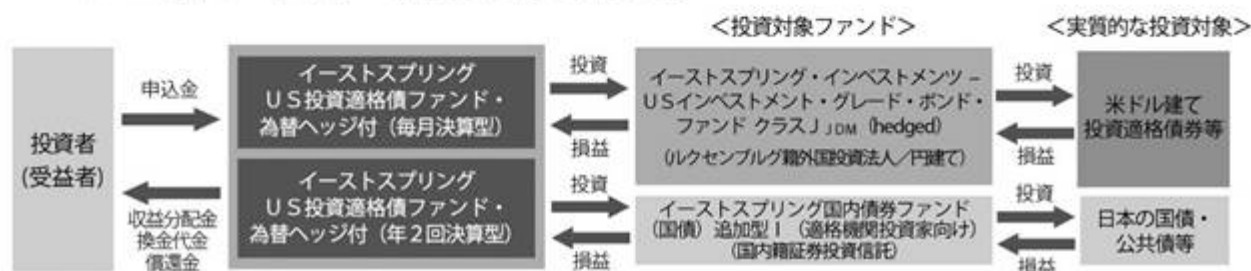 ＜投資対象ファンド＞
＜実質的な投資対象＞
投資者
(受益者)
申込金
収益分配金
換金代金
償還金
イーストスプリング
ＵＳ投資適格債ファンド・
為替ヘッジ付（毎月決算型）
イーストスプリング
ＵＳ投資適格債ファンド・
為替ヘッジ付（年２回決算型）
投資
損益
投資
損益
イーストスプリング・インベストメンツ －
ＵＳインベストメント・グレード・ボンド・
ファンド クラスＪ JDM（hedged）
（ルクセンブルグ籍外国投資法人／円建て）
イーストスプリング国内債券ファンド
（国債）追加型Ⅰ（適格機関投資家向け）
（国内籍証券投資信託）
投資
損益
投資
損益
米ドル建て
投資適格債券等
日本の国債・
公共債等